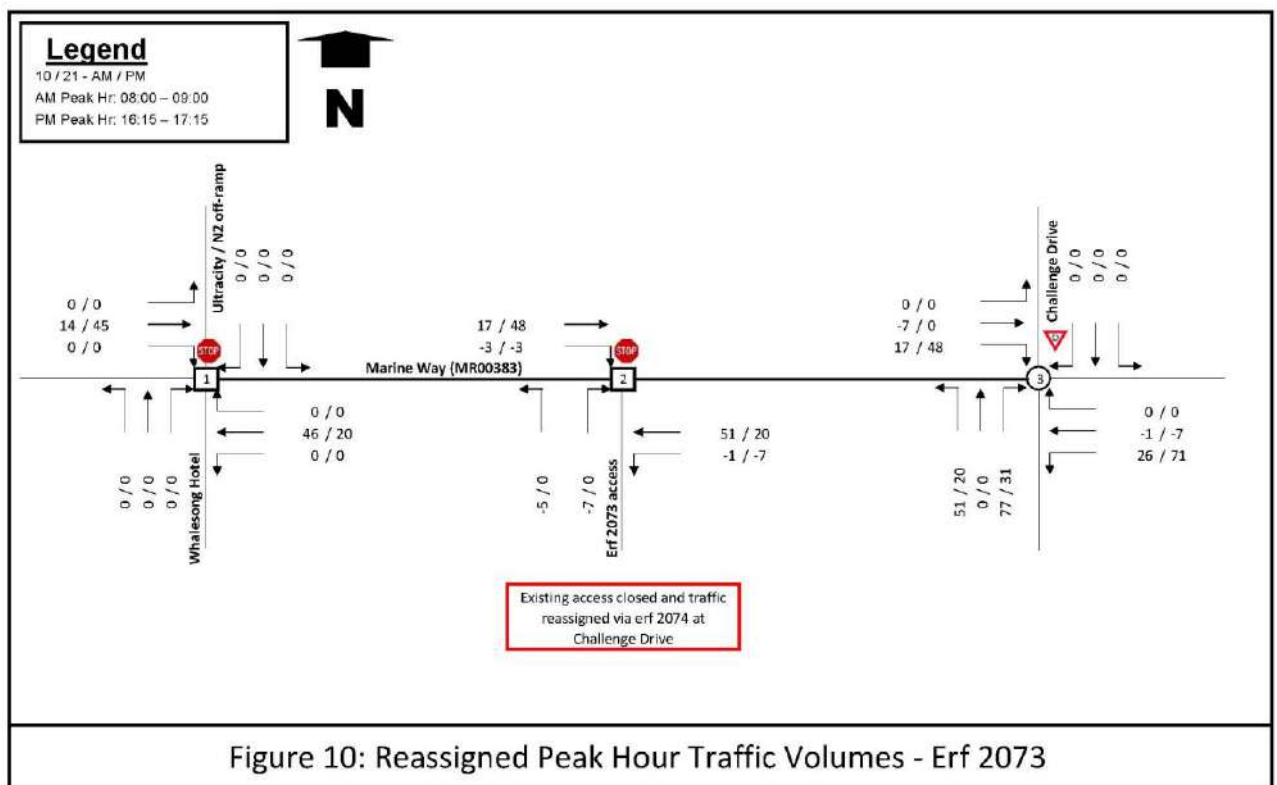 Legend
10 / 21 - AM / PM
AM Peak Hr: 08:00 – 09:00
PM Peak Hr: 16:15 – 17:15
N
Ultracity / N2 off-ramp
0 / 0
0 / 0
0 / 0
0 / 0
14 / 45
0 / 0
STOP
1
0 / 0
46 / 20
0 / 0
0 / 0
0 / 0
0 / 0
Whalesong Hotel
Marine Way (MR00383)
17 / 48
-3 / -3
STOP
2
51 / 20
-1 / -7
-5 / 0
-7 / 0
Erf 2073 access
Challenge Drive
0 / 0
0 / 0
0 / 0
0 / 0
-7 / 0
17 / 48
3
0 / 0
-1 / -7
26 / 71
51 / 20
0 / 0
77 / 31
Existing access closed and traffic
reassigned via erf 2074 at
Challenge Drive
Figure 10: Reassigned Peak Hour Traffic Volumes - Erf 2073